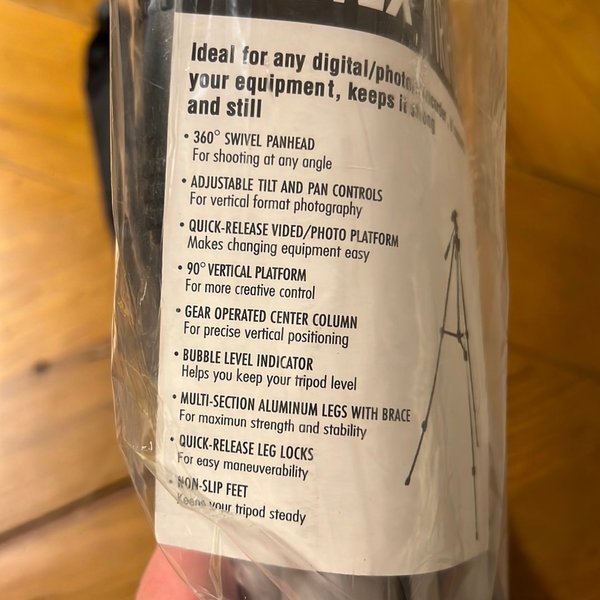 Ideal for any digital/photo
your equipment, keeps it strong
and still
• 360° SWIVEL PANHEAD
For shooting at any angle
• ADJUSTABLE TILT AND PAN CONTROLS
For vertical format photography
• QUICK-RELEASE VIDEO/PHOTO PLATFORM
Makes changing equipment easy
• 90° VERTICAL PLATFORM
For more creative control
• GEAR OPERATED CENTER COLUMN
For precise vertical positioning
• BUBBLE LEVEL INDICATOR
Helps you keep your tripod level
• MULTI-SECTION ALUMINUM LEGS WITH BRACE
For maximun strength and stability
• QUICK-RELEASE LEG LOCKS
For easy maneuverability
• NON-SLIP FEET
Keeps your tripod steady